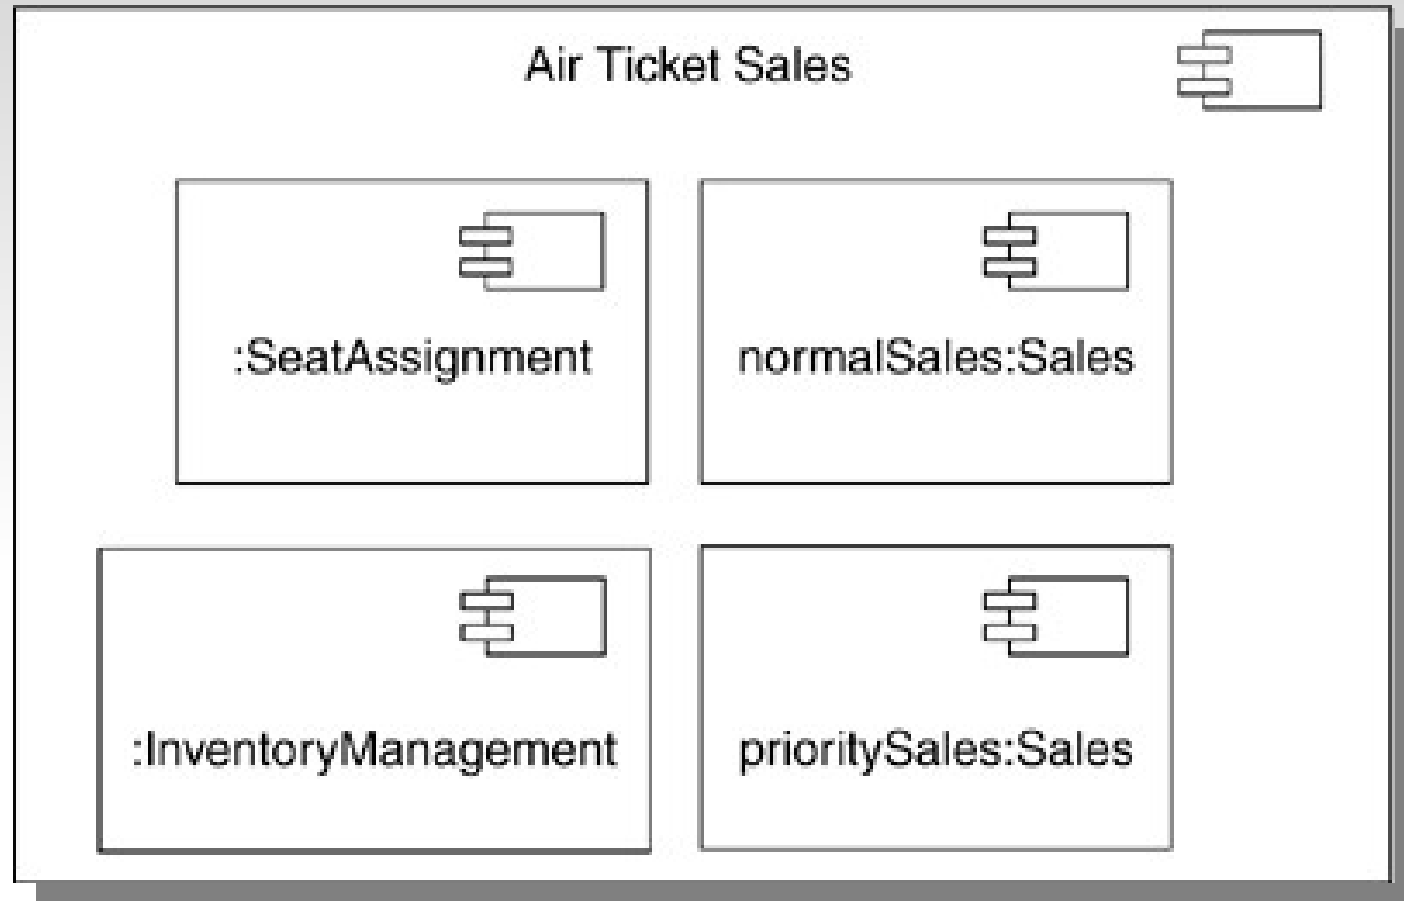 Air Ticket Sales
:SeatAssignment
normalSales:Sales
:InventoryManagement
prioritySales:Sales